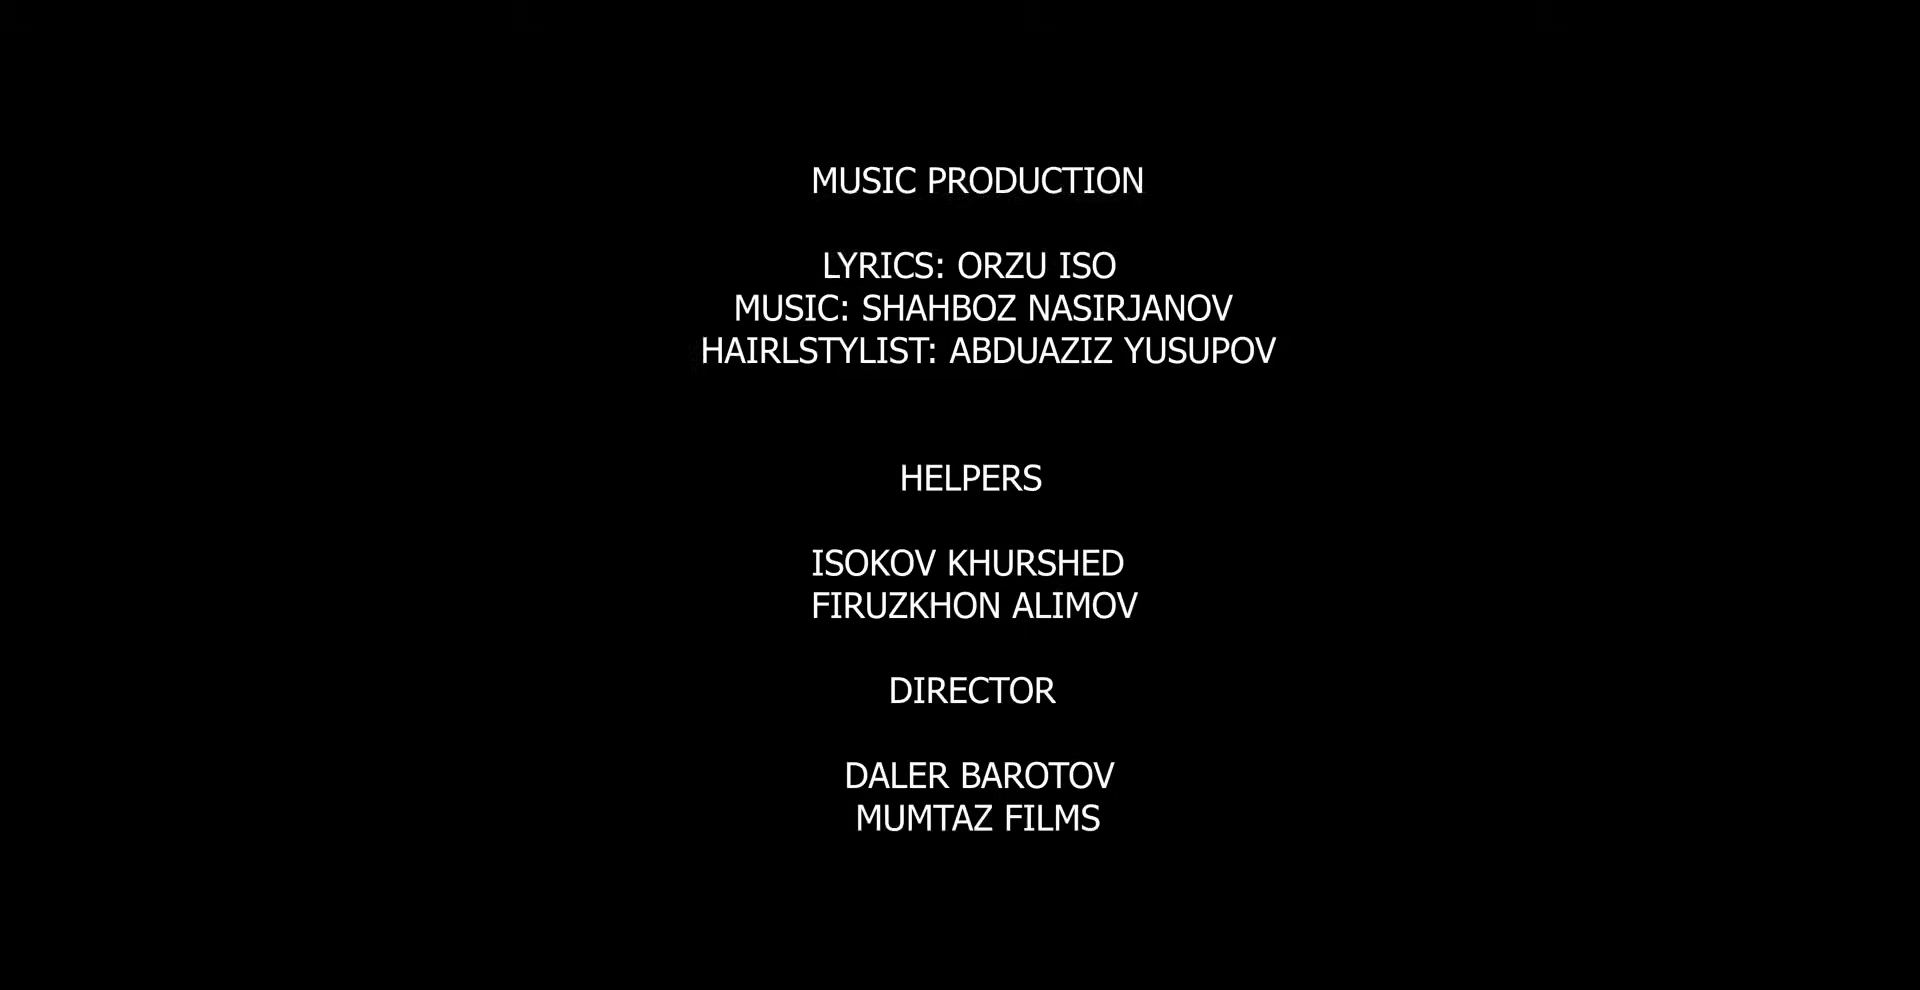 MUSIC PRODUCTION
LYRICS: ORZU ISO
MUSIC: SHAHBOZ NASIRJANOV
HAIRLSTYLIST: ABDUAZIZ YUSUPOV
HELPERS
ISOKOV KHURSHED
FIRUZKHON ALIMOV
DIRECTOR
DALER BAROTOV
MUMTAZ FILMS